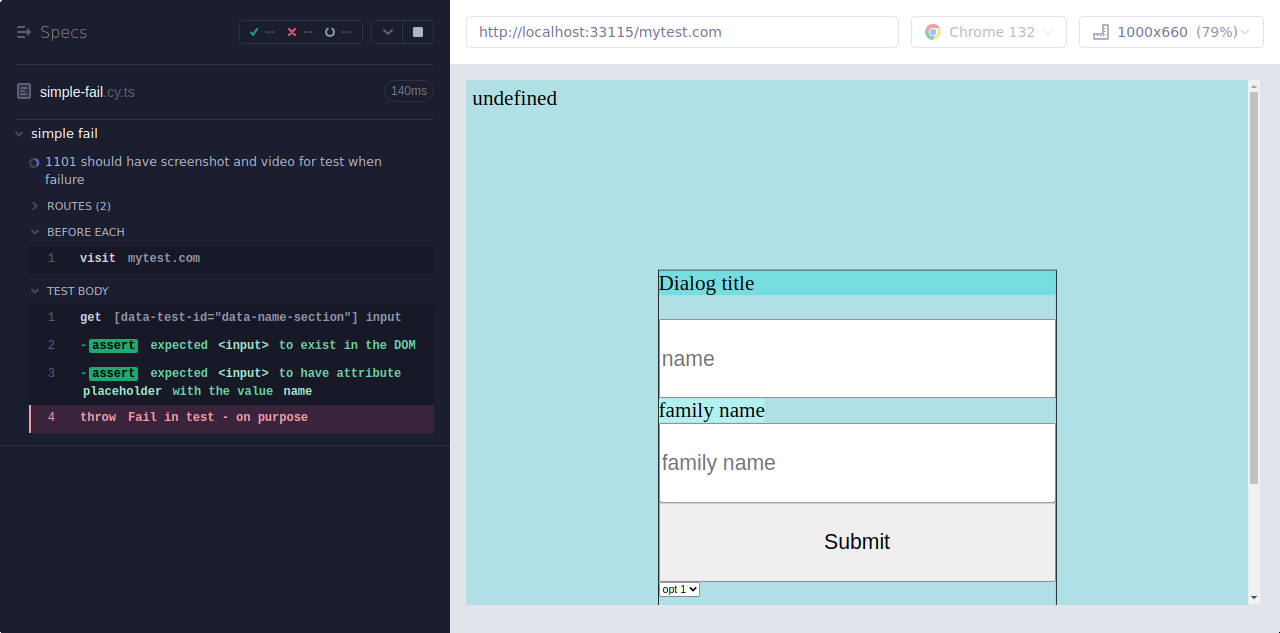 Specs
--
--
--
http://localhost:33115/mytest.com
Chrome 132
1000x660 (79%)
simple-fail.cy.ts
140ms
simple fail
1101 should have screenshot and video for test when
failure
ROUTES (2)
BEFORE EACH
1 visit mytest.com
TEST BODY
1 get [data-test-id="data-name-section"] input
2 -assert expected <input> to exist in the DOM
3 -assert expected <input> to have attribute
placeholder with the value name
4 throw Fail in test - on purpose
undefined
Dialog title
name
family name
family name
Submit
opt 1